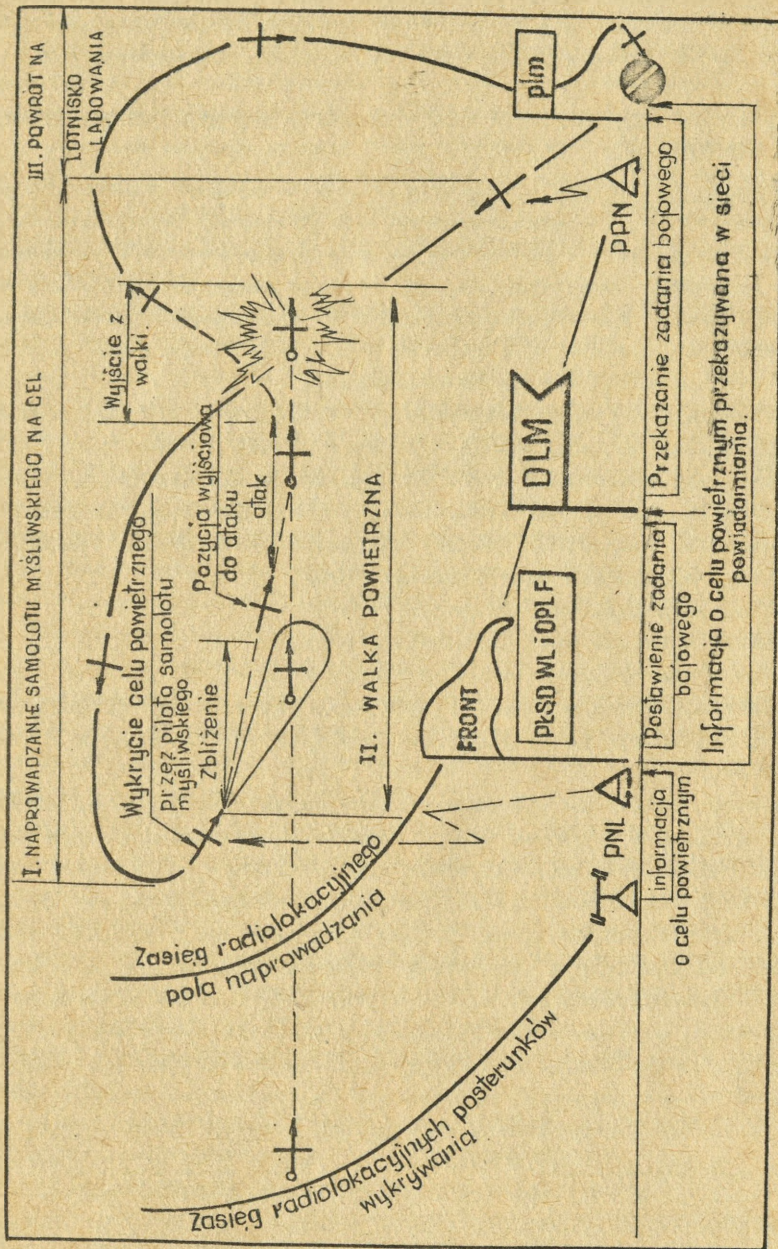 I. NAPROWADZANIE SAMOLOTU MYŚLIWSKIEGO NA CEL
III. POWRÓT NA
LOTNISKO
LĄDOWANIA
Wyjście z
walki.
Wykrycie celu powietrznego
przez pilota samolotu
myśliwskiego
Zbliżenie
Pozycja wyjściowa
do ataku
atak
II. WALKA POWIETRZNA
Zasięg radiolokacyjnego
pola naprowadzania
Zasięg radiolokacyjnych posterunków
wykrywania
FRONT
PŁSD WL i OPLF
DLM
plm
PNL
PPN
informacja
o celu powietrznym
Postawienie zadania
bojowego
Przekazanie zadania bojowego
Informacja o celu powietrznym przekazywana w sieci
powiadamiania.